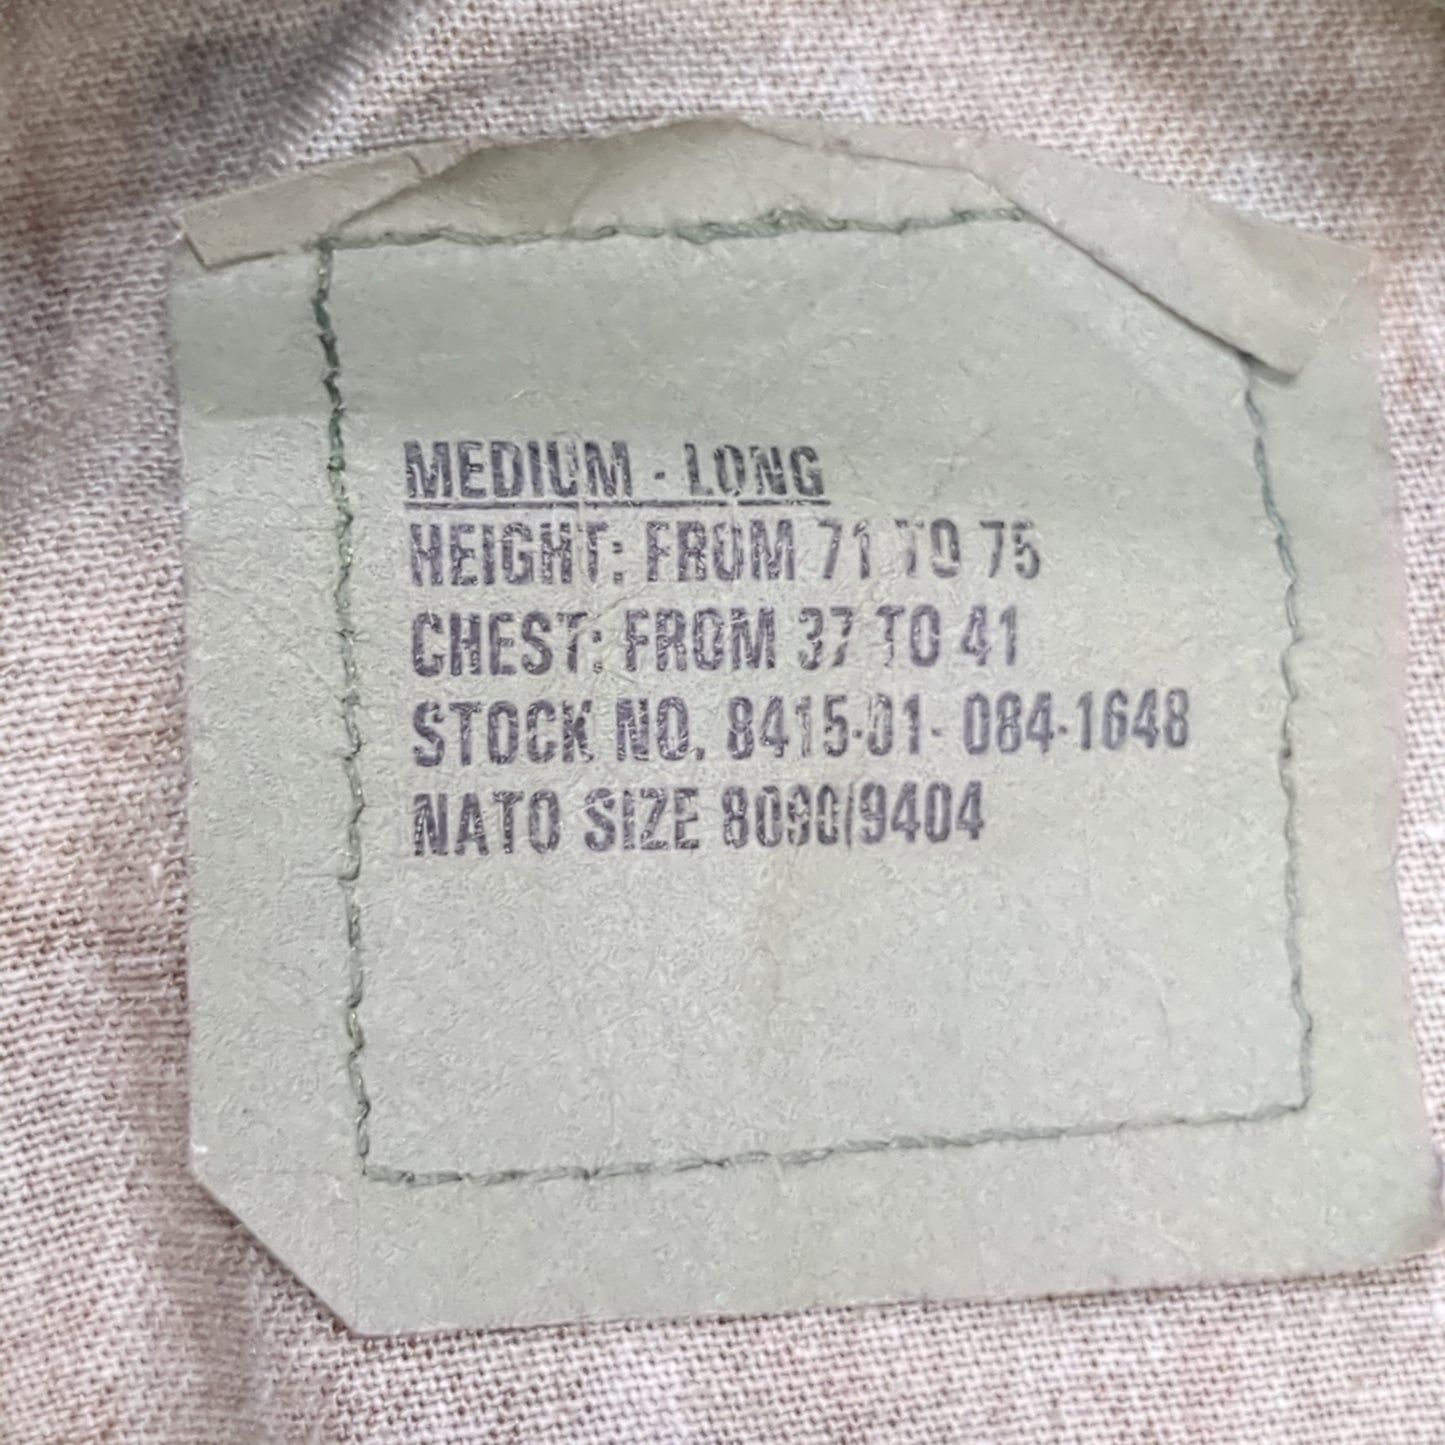 MEDIUM - LONG
HEIGHT: FROM 71 TO 75
CHEST: FROM 37 TO 41
STOCK NO. 8415-01-084-1648
NATO SIZE 8090/9404